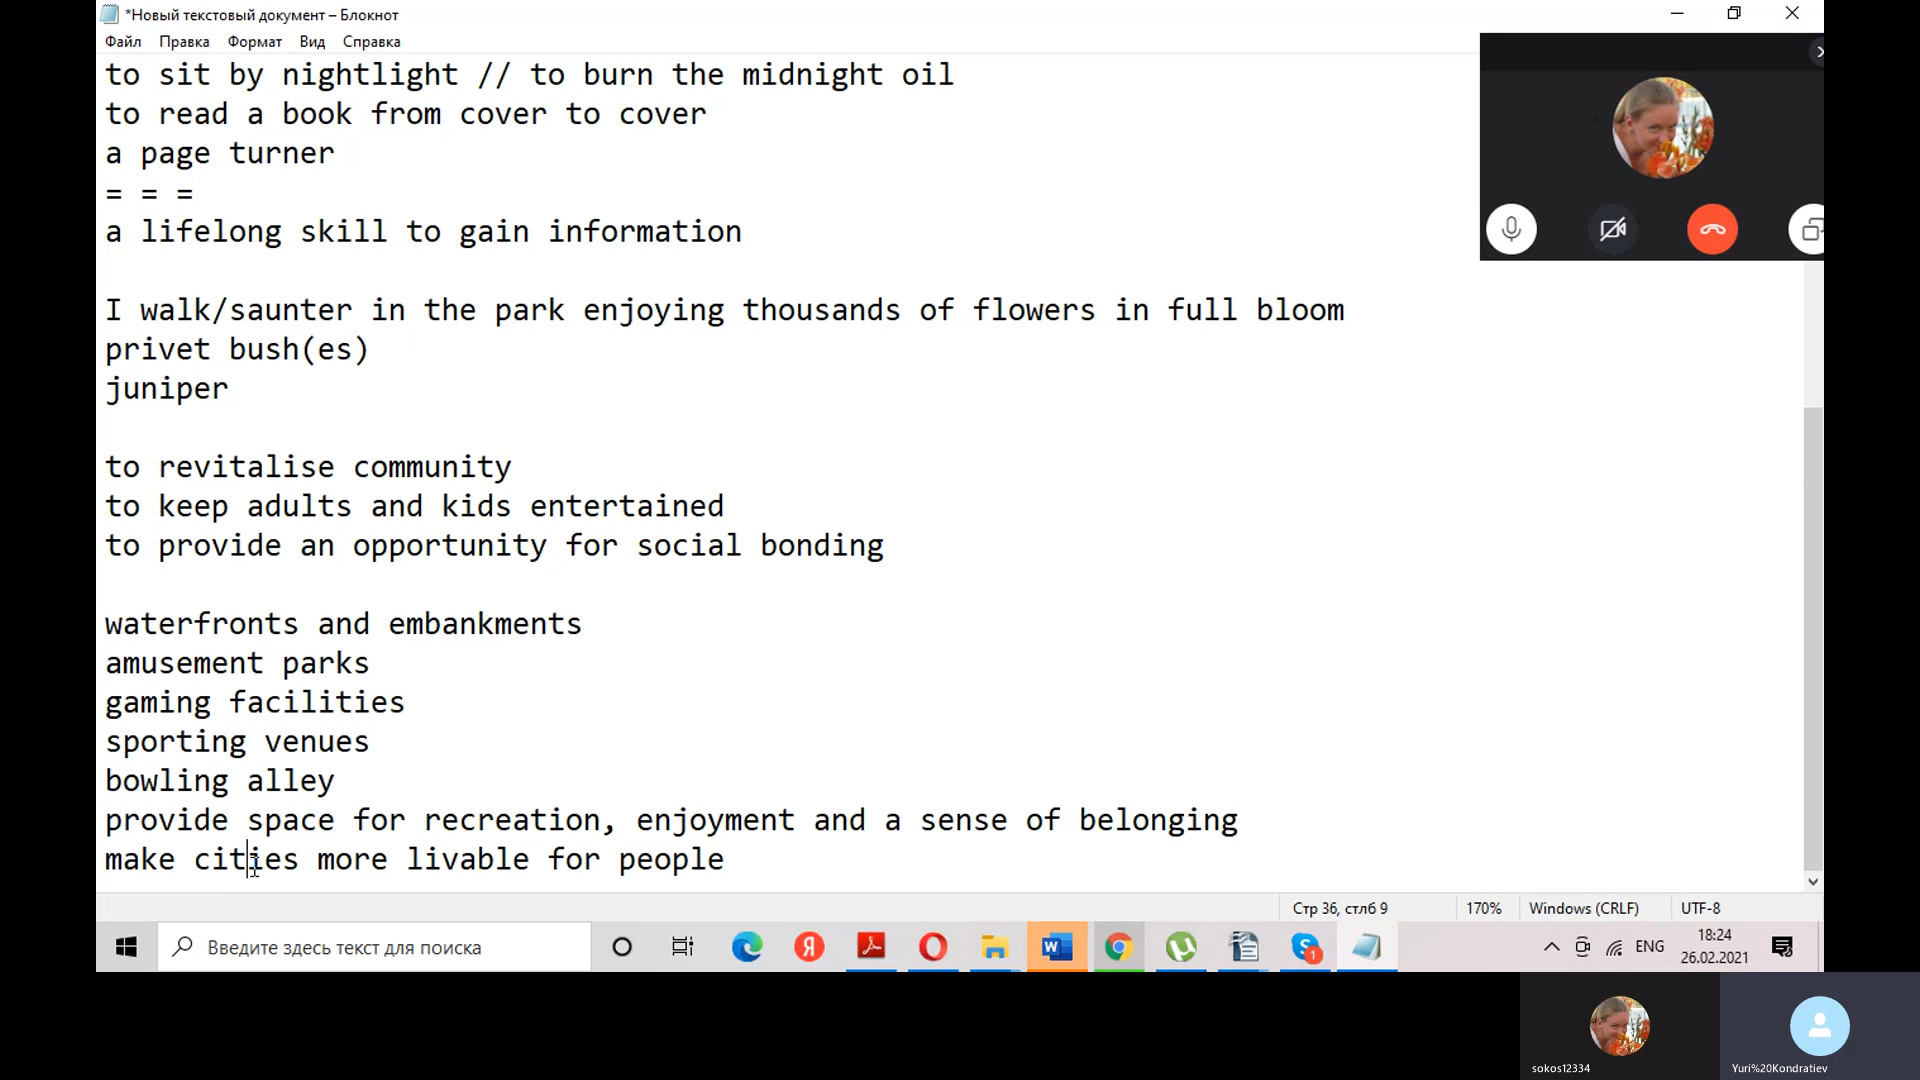 *Новый текстовый документ – Блокнот
Файл Правка Формат Вид Справка
to sit by nightlight // to burn the midnight oil
to read a book from cover to cover
a page turner
= = =
a lifelong skill to gain information
I walk/saunter in the park enjoying thousands of flowers in full bloom
privet bush(es)
juniper
to revitalise community
to keep adults and kids entertained
to provide an opportunity for social bonding
waterfronts and embankments
amusement parks
gaming facilities
sporting venues
bowling alley
provide space for recreation, enjoyment and a sense of belonging
make cities more livable for people
Стр 36, стлб 9 170% Windows (CRLF) UTF-8
Введите здесь текст для поиска
Я
W
1
ENG
18:24
26.02.2021
sokos12334
Yuri%20Kondratiev